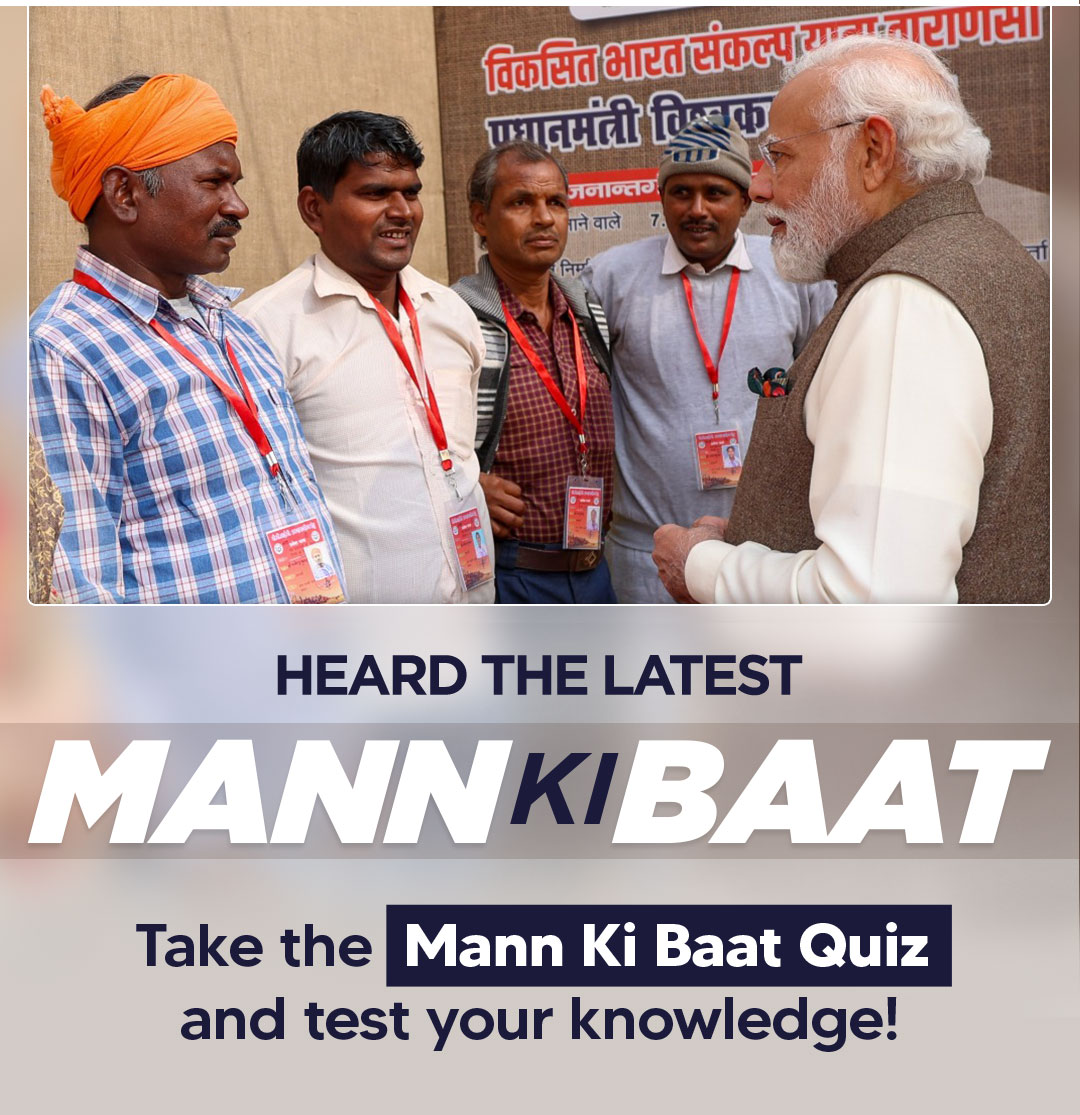 विकसित भारत संकल्प यात्रा वाराणसी
प्रधानमंत्री
7.
HEARD THE LATEST
MANN KI BAAT
Take the Mann Ki Baat Quiz
and test your knowledge!